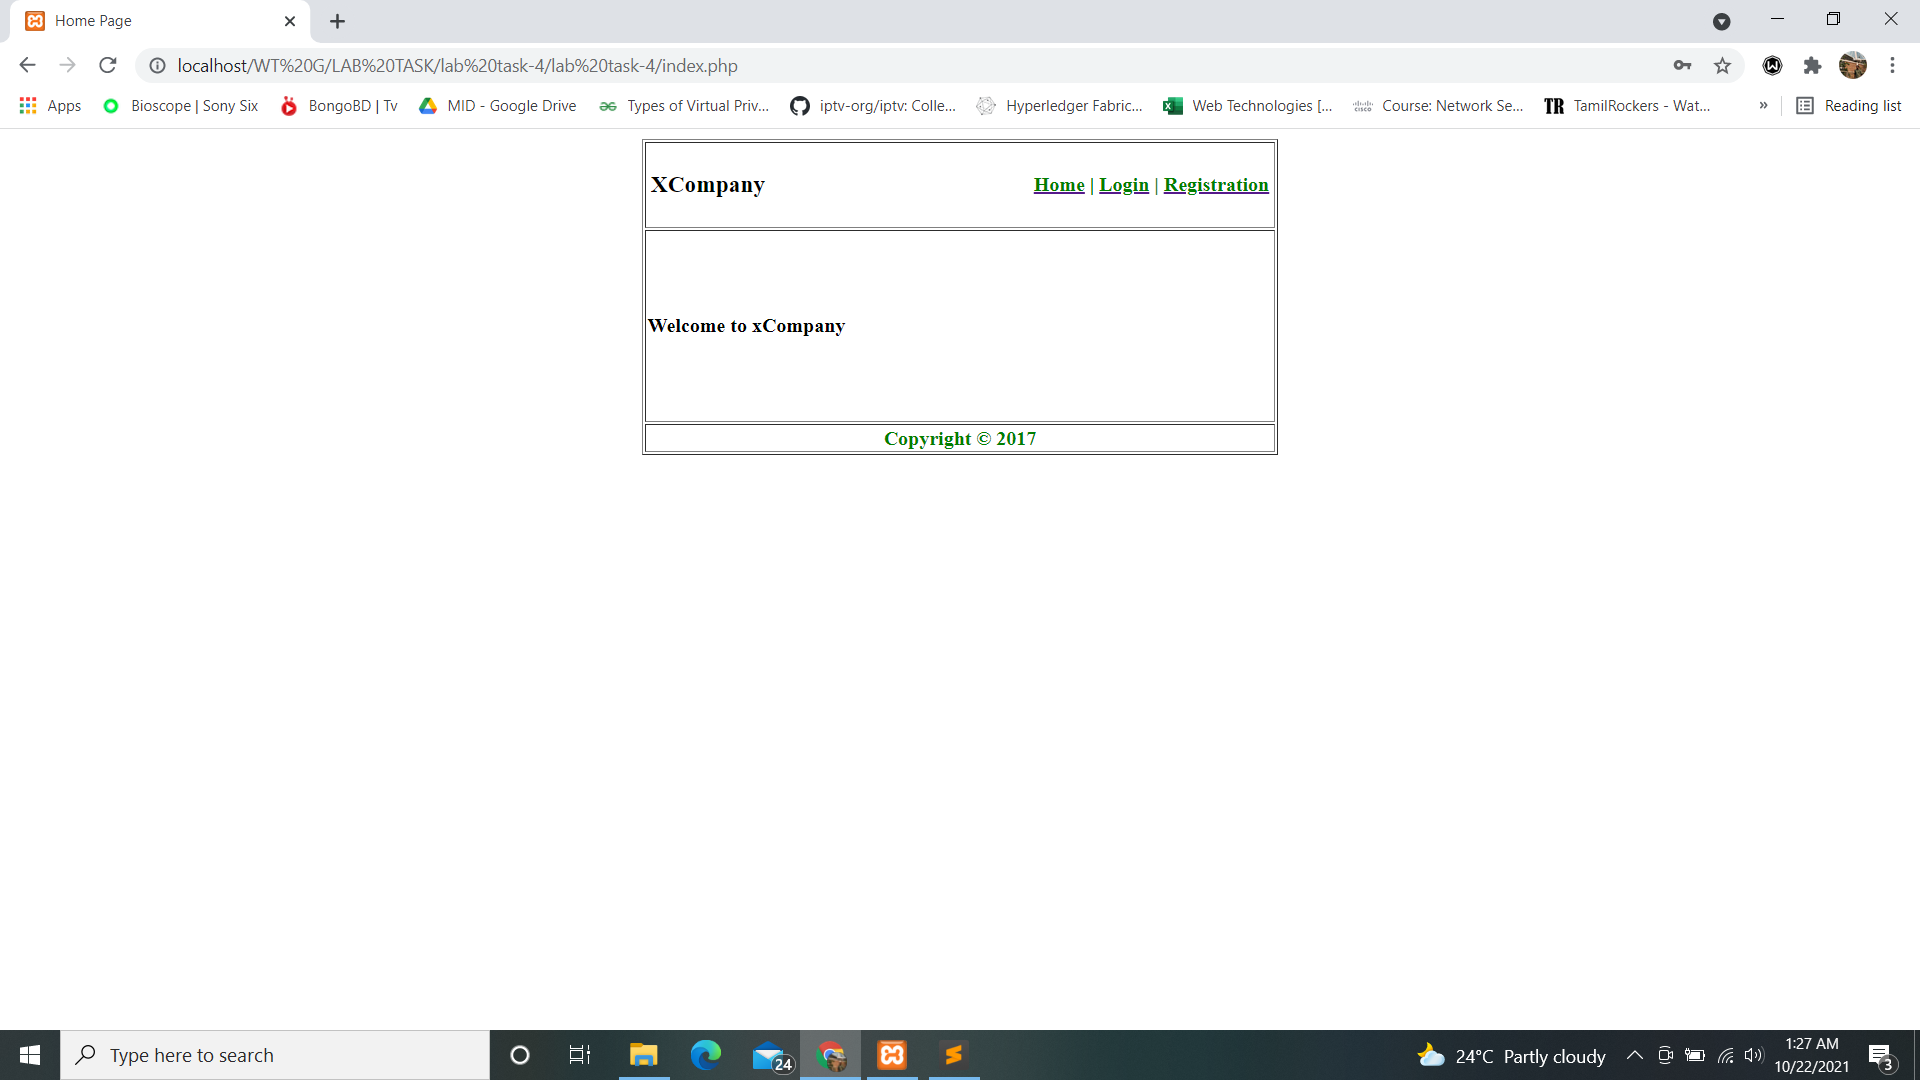 Home Page
localhost/WT%20G/LAB%20TASK/lab%20task-4/lab%20task-4/index.php
Apps Bioscope | Sony Six BongoBD | Tv MID - Google Drive Types of Virtual Priv... iptv-org/iptv: Colle... Hyperledger Fabric... Web Technologies [... Course: Network Se... TR TamilRockers - Wat... » Reading list
XCompany Home | Login | Registration
Welcome to xCompany
Copyright © 2017
Type here to search 24 24°C Partly cloudy 1:27 AM
10/22/2021 3